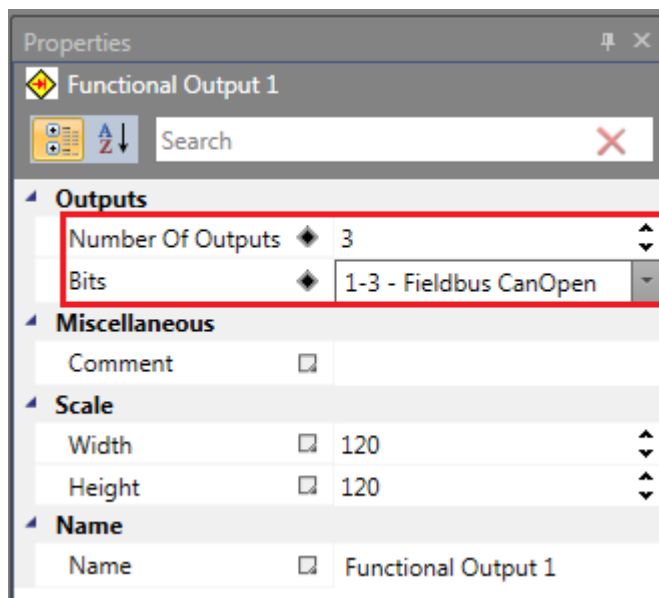 Properties
Functional Output 1
A Z Search
Outputs
Number Of Outputs 3
Bits 1-3 - Fieldbus CanOpen
Miscellaneous
Comment
Scale
Width 120
Height 120
Name
Name Functional Output 1